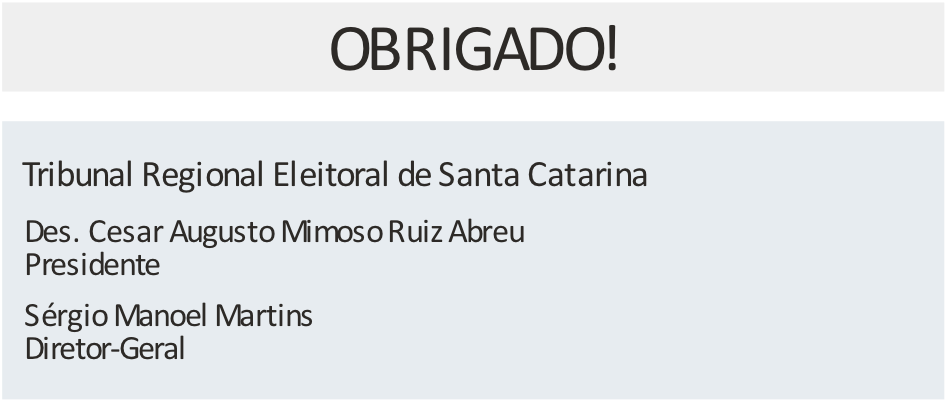 OBRIGADO!
Tribunal Regional Eleitoral de Santa Catarina
Des. Cesar Augusto Mimoso Ruiz Abreu
Presidente
Sérgio Manoel Martins
Diretor-Geral